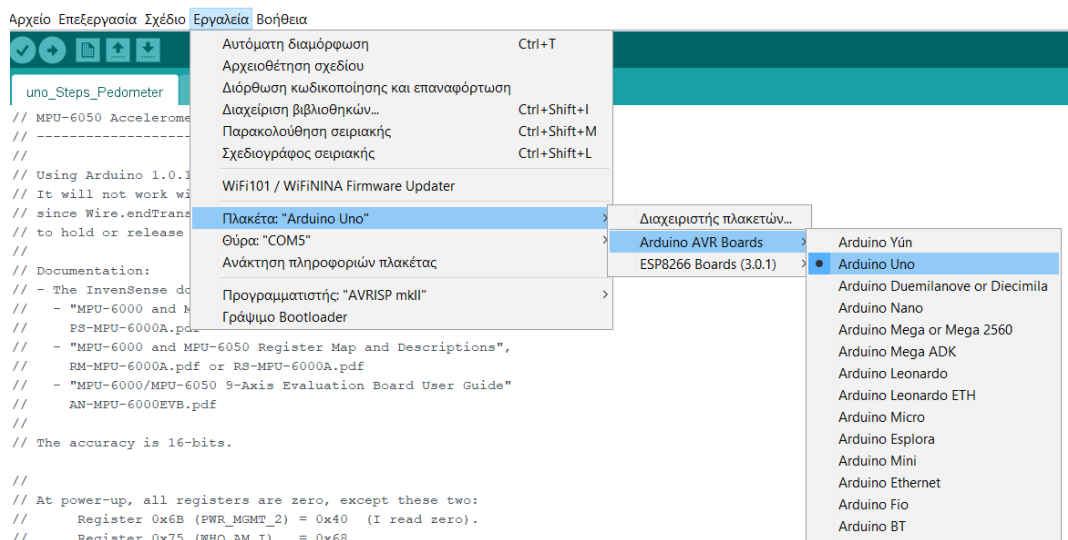 Αρχείο Επεξεργασία Σχέδιο Εργαλεία Βοήθεια
Αυτόματη διαμόρφωση Ctrl+T
Αρχειοθέτηση σχεδίου
Διόρθωση κωδικοποίησης και επαναφόρτωση
Διαχείριση βιβλιοθηκών... Ctrl+Shift+I
Παρακολούθηση σειριακής Ctrl+Shift+M
Σχεδιογράφος σειριακής Ctrl+Shift+L
WiFi101 / WiFiNINA Firmware Updater
Πλακέτα: "Arduino Uno"
Θύρα: "COM5"
Ανάκτηση πληροφοριών πλακέτας
Προγραμματιστής: "AVRISP mkII"
Γράψιμο Bootloader
Διαχειριστής πλακετών...
Arduino AVR Boards
ESP8266 Boards (3.0.1)
Arduino Yún
Arduino Uno
Arduino Duemilanove or Diecimila
Arduino Nano
Arduino Mega or Mega 2560
Arduino Mega ADK
Arduino Leonardo
Arduino Leonardo ETH
Arduino Micro
Arduino Esplora
Arduino Mini
Arduino Ethernet
Arduino Fio
Arduino BT
uno_Steps_Pedometer
// MPU-6050 Accelerome
// -------------------
//
// Using Arduino 1.0.1
// It will not work wi
// since Wire.endTrans
// to hold or release
//
// Documentation:
// - The InvenSense do
// - "MPU-6000 and M
// PS-MPU-6000A.pdf
// - "MPU-6000 and MPU-6050 Register Map and Descriptions",
// RM-MPU-6000A.pdf or RS-MPU-6000A.pdf
// - "MPU-6000/MPU-6050 9-Axis Evaluation Board User Guide"
// AN-MPU-6000EVB.pdf
//
// The accuracy is 16-bits.
//
// At power-up, all registers are zero, except these two:
// Register 0x6B (PWR_MGMT_2) = 0x40 (I read zero).
// Register 0x75 (WHO_AM_I) = 0x68